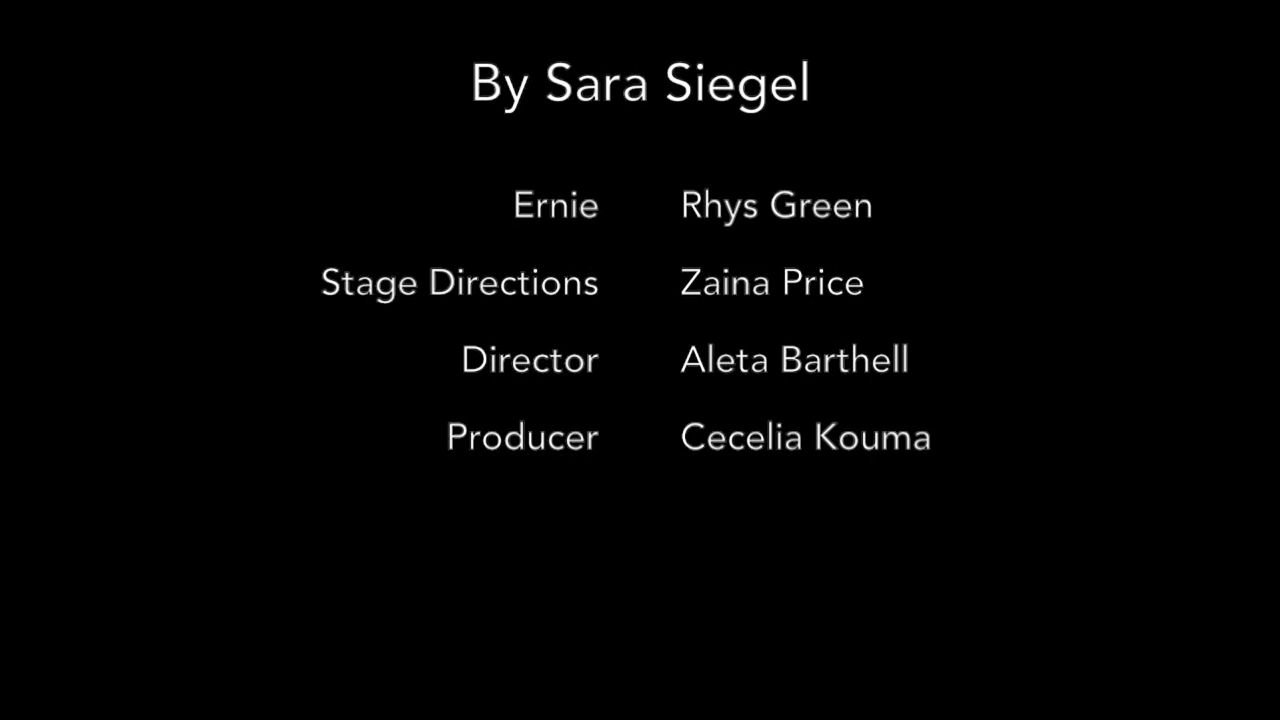 By Sara Siegel
Ernie Rhys Green
Stage Directions Zaina Price
Director Aleta Barthell
Producer Cecelia Kouma